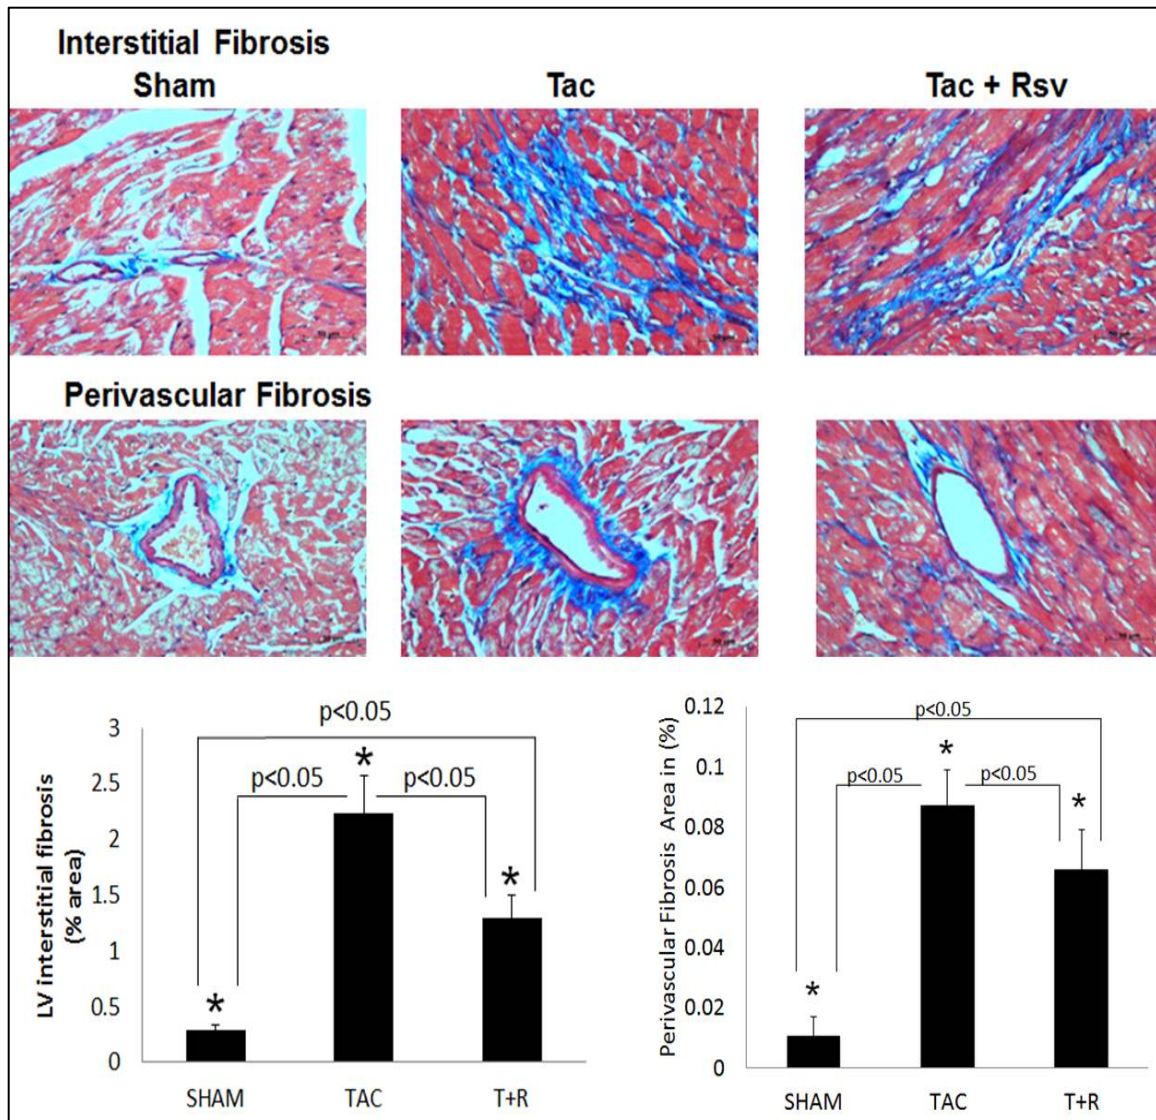 Interstitial Fibrosis
Sham
Tac
Tac + Rsv
Perivascular Fibrosis
LV interstitial fibrosis
(% area)
3
2.5
2
1.5
1
0.5
0
p<0.05
p<0.05
p<0.05
*
*
*
SHAM
TAC
T+R
Perivascular Fibrosis Area in (%)
0.12
0.1
0.08
0.06
0.04
0.02
0
p<0.05
p<0.05
p<0.05
*
*
*
SHAM
TAC
T+R